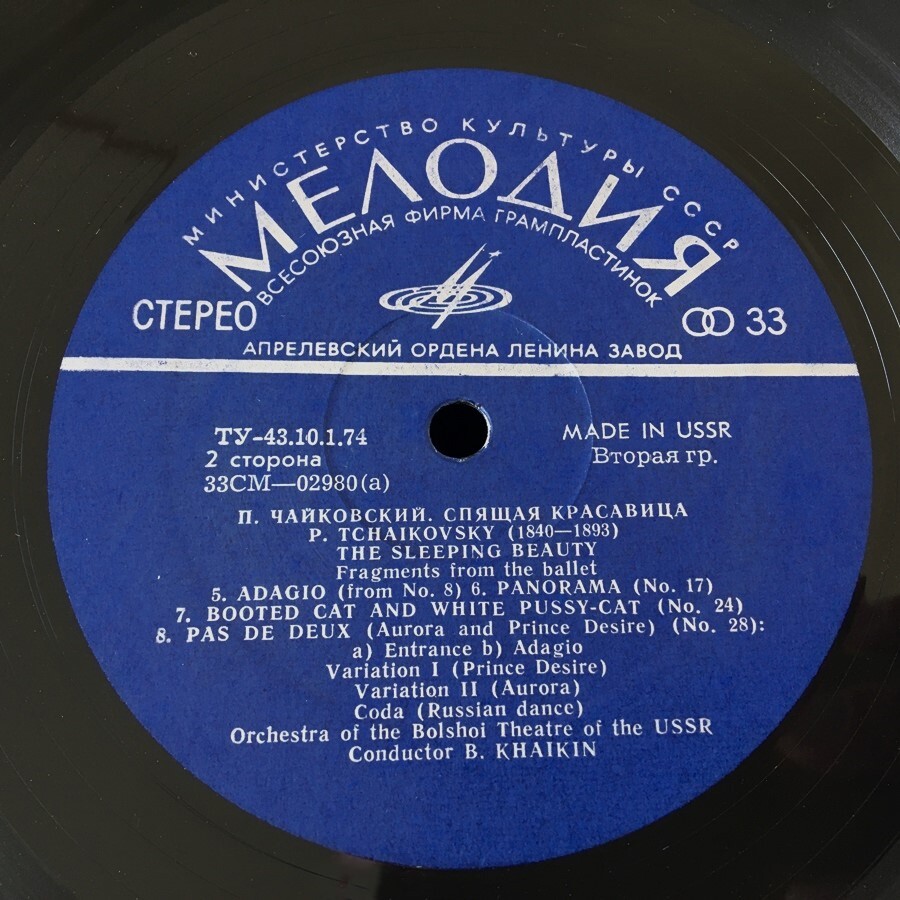 МИНИСТЕРСТВО КУЛЬТУРЫ СССР
МЕЛОДИЯ
ВСЕСОЮЗНАЯ ФИРМА ГРАМПЛАСТИНОК
СТЕРЕО
33
АПРЕЛЕВСКИЙ ОРДЕНА ЛЕНИНА ЗАВОД
ТУ-43.10.1.74
MADE IN USSR
2 сторона
Вторая гр.
33СМ—02980(а)
П. ЧАЙКОВСКИЙ. СПЯЩАЯ КРАСАВИЦА
P. TCHAIKOVSKY (1840—1893)
THE SLEEPING BEAUTY
Fragments from the ballet
5. ADAGIO (from No. 8) 6. PANORAMA (No. 17)
7. BOOTED CAT AND WHITE PUSSY-CAT (No. 24)
8. PAS DE DEUX (Aurora and Prince Desire) (No. 28):
a) Entrance b) Adagio
Variation I (Prince Desire)
Variation II (Aurora)
Coda (Russian dance)
Orchestra of the Bolshoi Theatre of the USSR
Conductor B. KHAIKIN